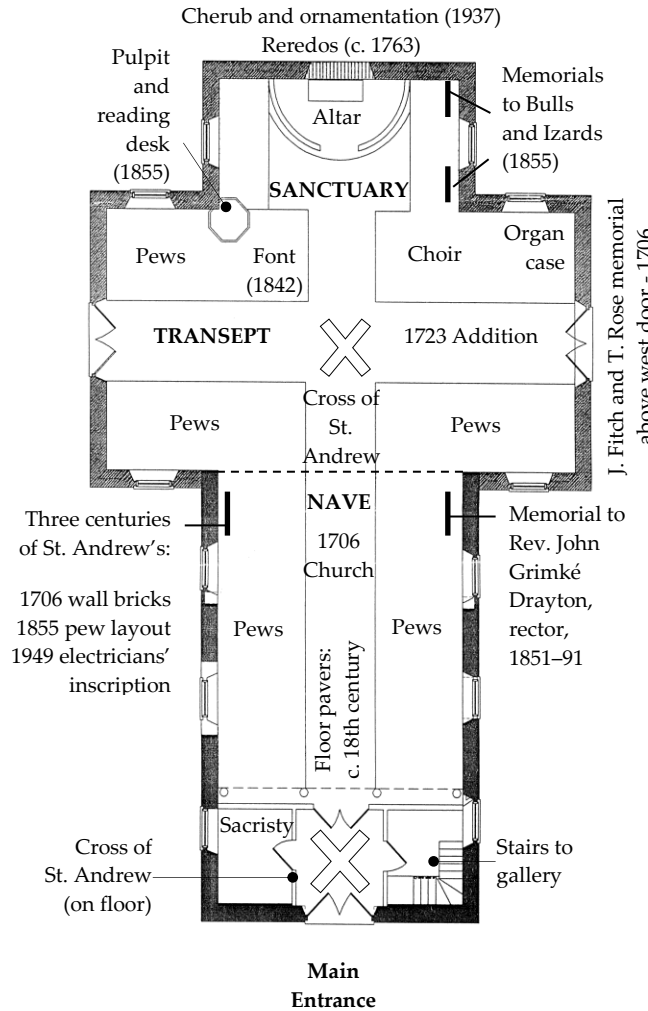 Cherub and ornamentation (1937)
Reredos (c. 1763)
Pulpit
and
reading
desk
(1855)
Altar
Memorials
to Bulls
and Izards
(1855)
SANCTUARY
Pews
Font
(1842)
Choir
Organ
case
J. Fitch and T. Rose memorial
above west door - 1706
TRANSEPT
1723 Addition
Pews
Cross of
St.
Andrew
Pews
NAVE
1706
Church
Three centuries
of St. Andrew's:
1706 wall bricks
1855 pew layout
1949 electricians'
inscription
Memorial to
Rev. John
Grimké
Drayton,
rector,
1851–91
Pews
Pews
Floor pavers:
c. 18th century
Sacristy
Cross of
St. Andrew
(on floor)
Stairs to
gallery
Main
Entrance